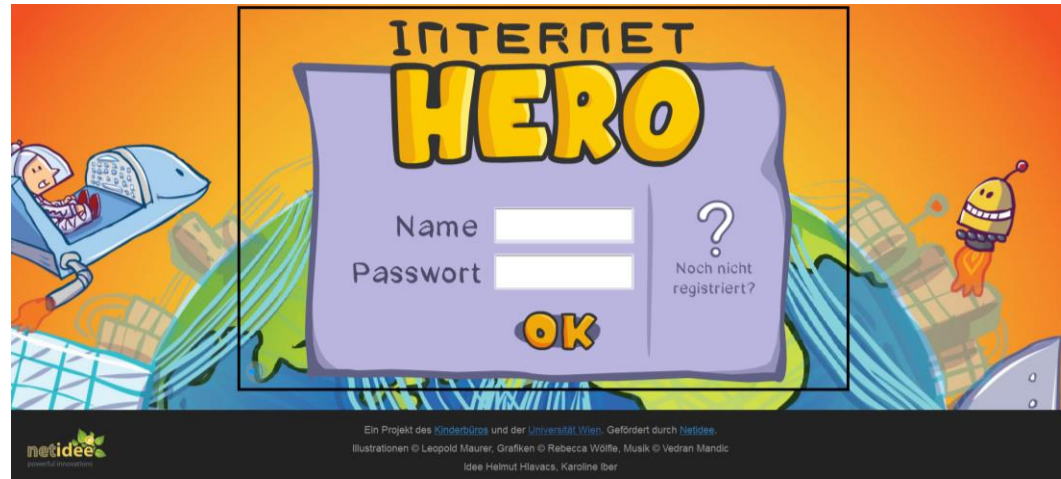 INTERNET
HERO
Name
Passwort
?
Noch nicht
registriert?
OK
netidee
powerful innovations
Ein Projekt des Kinderbüros und der Universität Wien. Gefördert durch Netidee.
Illustrationen © Leopold Maurer, Grafiken © Rebecca Wölfle, Musik © Vedran Mandic
Idee Helmut Hlavacs, Karoline Iber